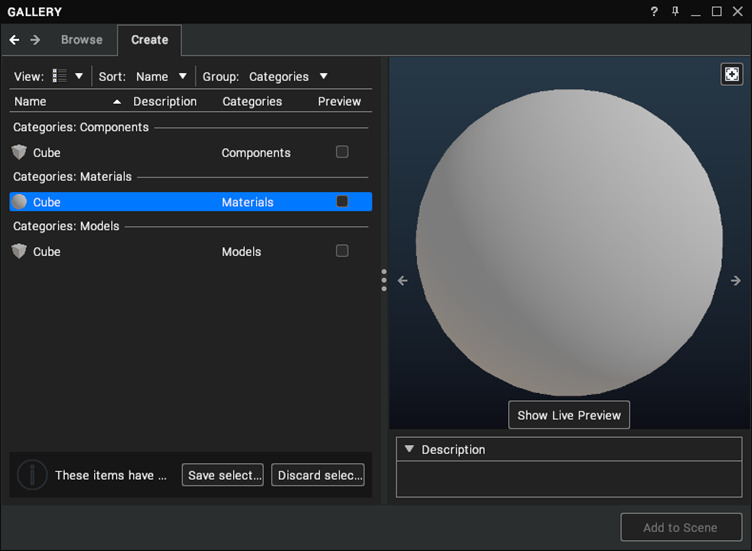 GALLERY
?
Browse Create
View: Sort: Name Group: Categories
Name Description Categories Preview
Categories: Components
Cube Components
Categories: Materials
Cube Materials
Categories: Models
Cube Models
Show Live Preview
Description
These items have ... Save select... Discard selec...
Add to Scene